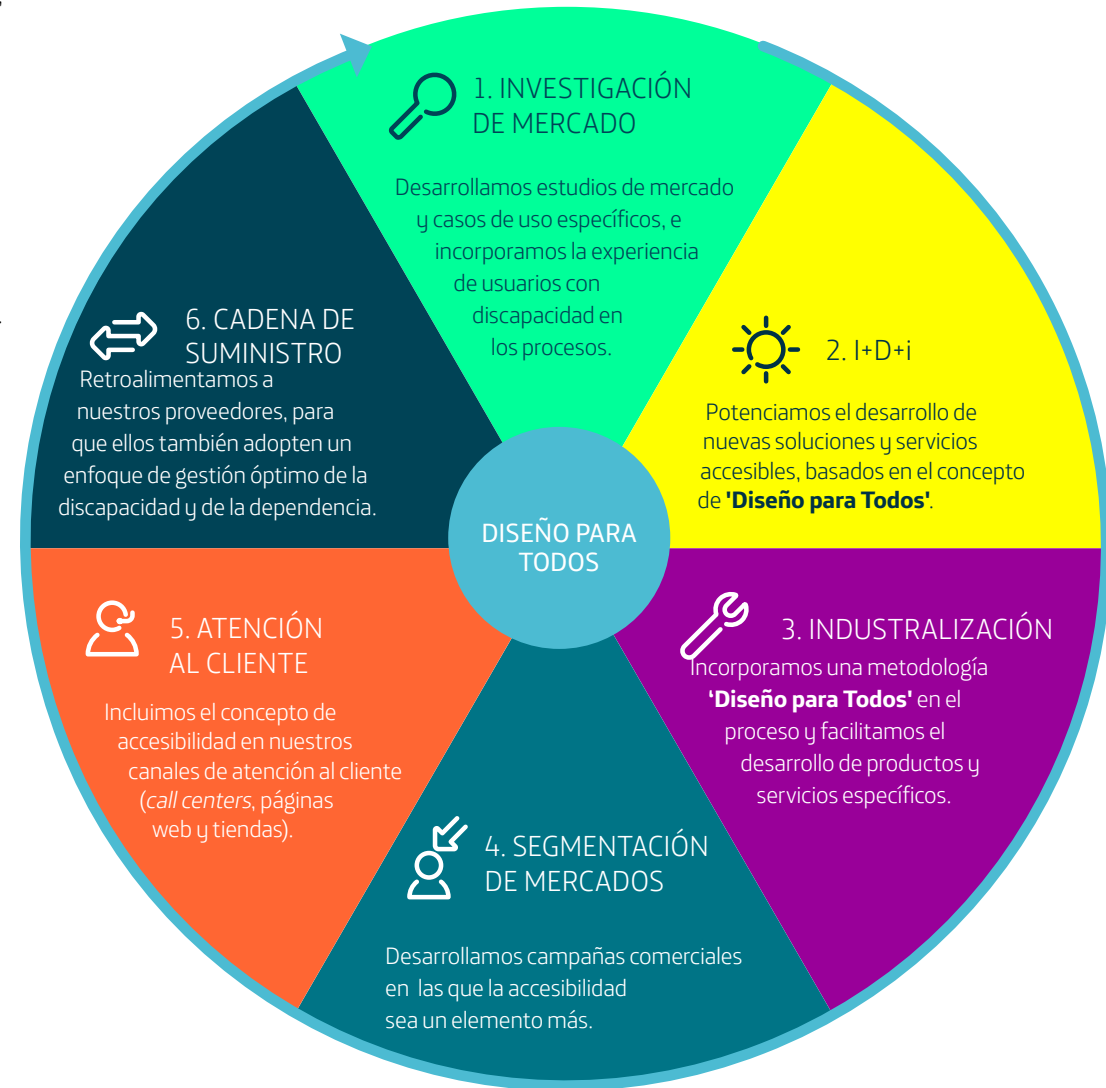 1. INVESTIGACIÓN
DE MERCADO
Desarrollamos estudios de mercado
y casos de uso específicos, e
incorporamos la experiencia
de usuarios con
discapacidad en
los procesos.
2. I+D+i
Potenciamos el desarrollo de
nuevas soluciones y servicios
accesibles, basados en el concepto
de 'Diseño para Todos'.
3. INDUSTRALIZACIÓN
Incorporamos una metodología
‘Diseño para Todos' en el
proceso y facilitamos el
desarrollo de productos y
servicios específicos.
4. SEGMENTACIÓN
DE MERCADOS
Desarrollamos campañas comerciales
en las que la accesibilidad
sea un elemento más.
5. ATENCIÓN
AL CLIENTE
Incluimos el concepto de
accesibilidad en nuestros
canales de atención al cliente
(call centers, páginas
web y tiendas).
6. CADENA DE
SUMINISTRO
Retroalimentamos a
nuestros proveedores, para
que ellos también adopten un
enfoque de gestión óptimo de la
discapacidad y de la dependencia.
DISEÑO PARA
TODOS